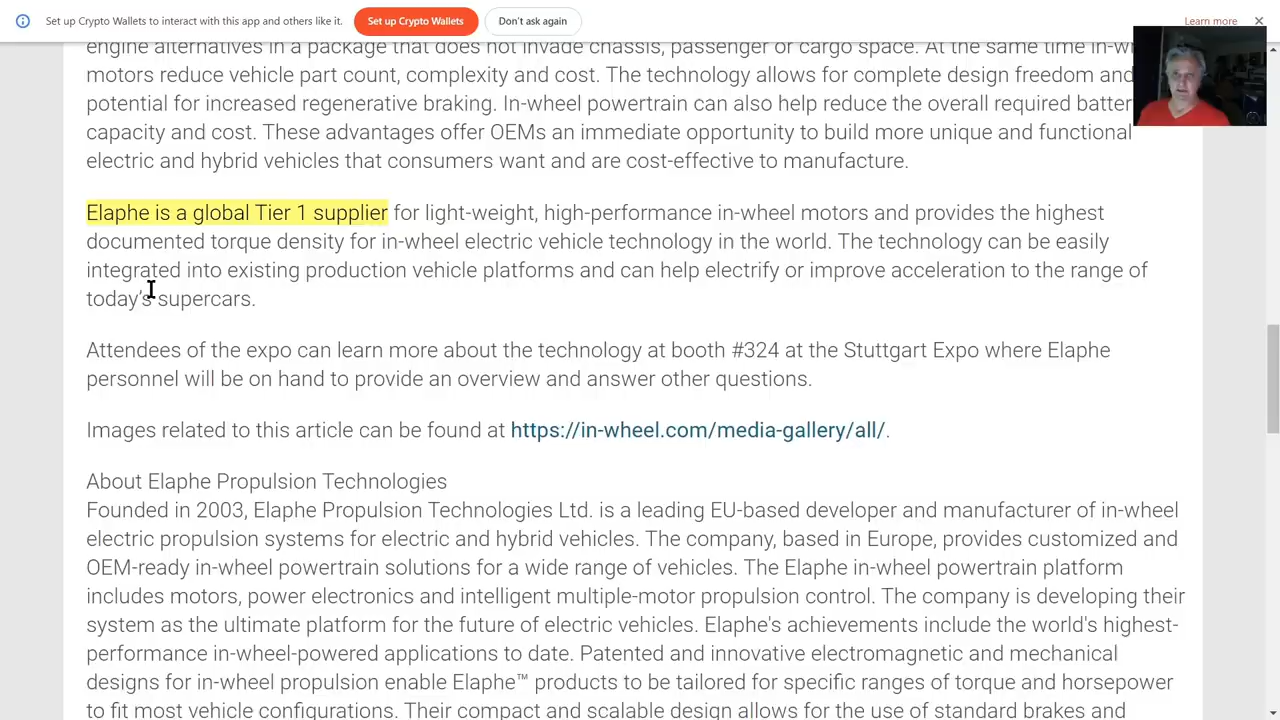 Set up Crypto Wallets to interact with this app and others like it. Set up Crypto Wallets Don't ask again Learn more
engine alternatives in a package that does not invade chassis, passenger or cargo space. At the same time
motors reduce vehicle part count, complexity and cost. The technology allows for complete design freedom and
potential for increased regenerative braking. In-wheel powertrain can also help reduce the overall required
capacity and cost. These advantages offer OEMs an immediate opportunity to build more unique and functional
electric and hybrid vehicles that consumers want and are cost-effective to manufacture.
Elaphe is a global Tier 1 supplier for light-weight, high-performance in-wheel motors and provides the highest
documented torque density for in-wheel electric vehicle technology in the world. The technology can be easily
integrated into existing production vehicle platforms and can help electrify or improve acceleration to the range of
today's supercars.
Attendees of the expo can learn more about the technology at booth #324 at the Stuttgart Expo where Elaphe
personnel will be on hand to provide an overview and answer other questions.
Images related to this article can be found at https://in-wheel.com/media-gallery/all/.
About Elaphe Propulsion Technologies
Founded in 2003, Elaphe Propulsion Technologies Ltd. is a leading EU-based developer and manufacturer of in-wheel
electric propulsion systems for electric and hybrid vehicles. The company, based in Europe, provides customized and
OEM-ready in-wheel powertrain solutions for a wide range of vehicles. The Elaphe in-wheel powertrain platform
includes motors, power electronics and intelligent multiple-motor propulsion control. The company is developing their
system as the ultimate platform for the future of electric vehicles. Elaphe's achievements include the world's highest-
performance in-wheel-powered applications to date. Patented and innovative electromagnetic and mechanical
designs for in-wheel propulsion enable Elaphe™ products to be tailored for specific ranges of torque and horsepower
to fit most vehicle configurations. Their compact and scalable design allows for the use of standard brakes and